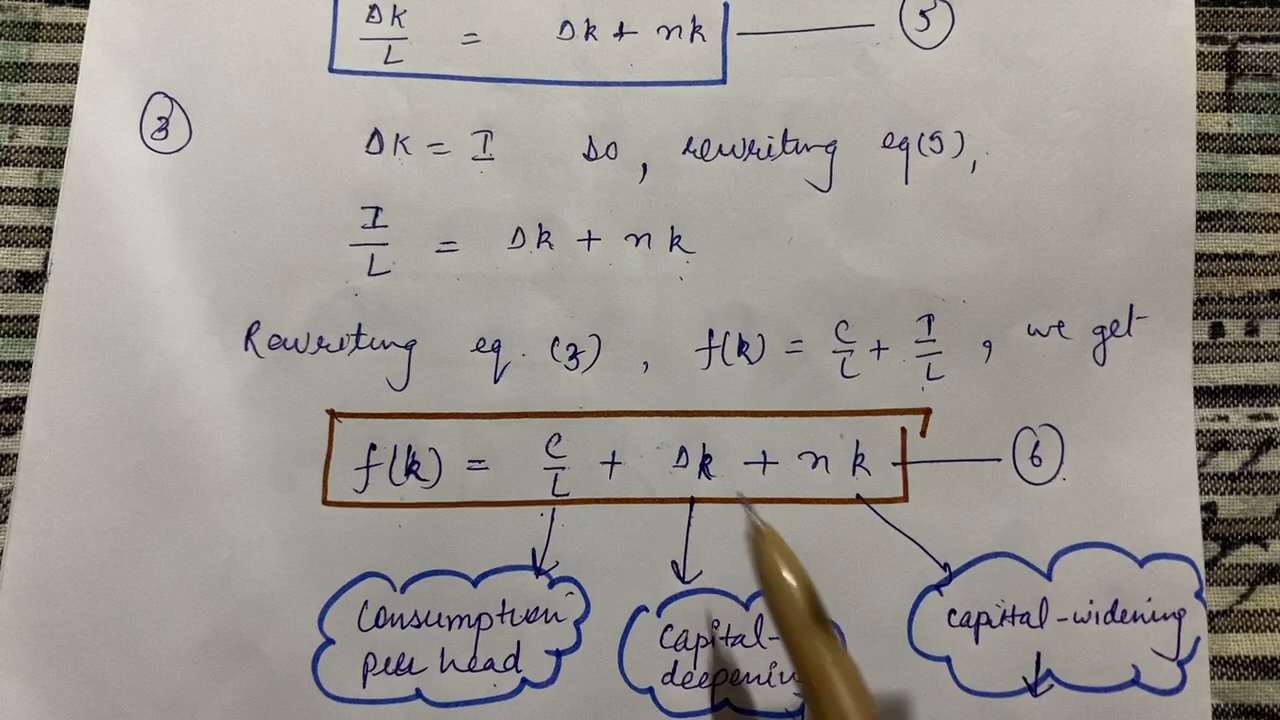 ΔK/L = Δk + nk — 5
3 ΔK = I so, rewriting eq(5),
I/L = Δk + nk
Rewriting eq. (3), f(k) = C/L + I/L, we get
f(k) = C/L + Δk + nk — 6
Consumption per head
capital-deepenin
capital-widening